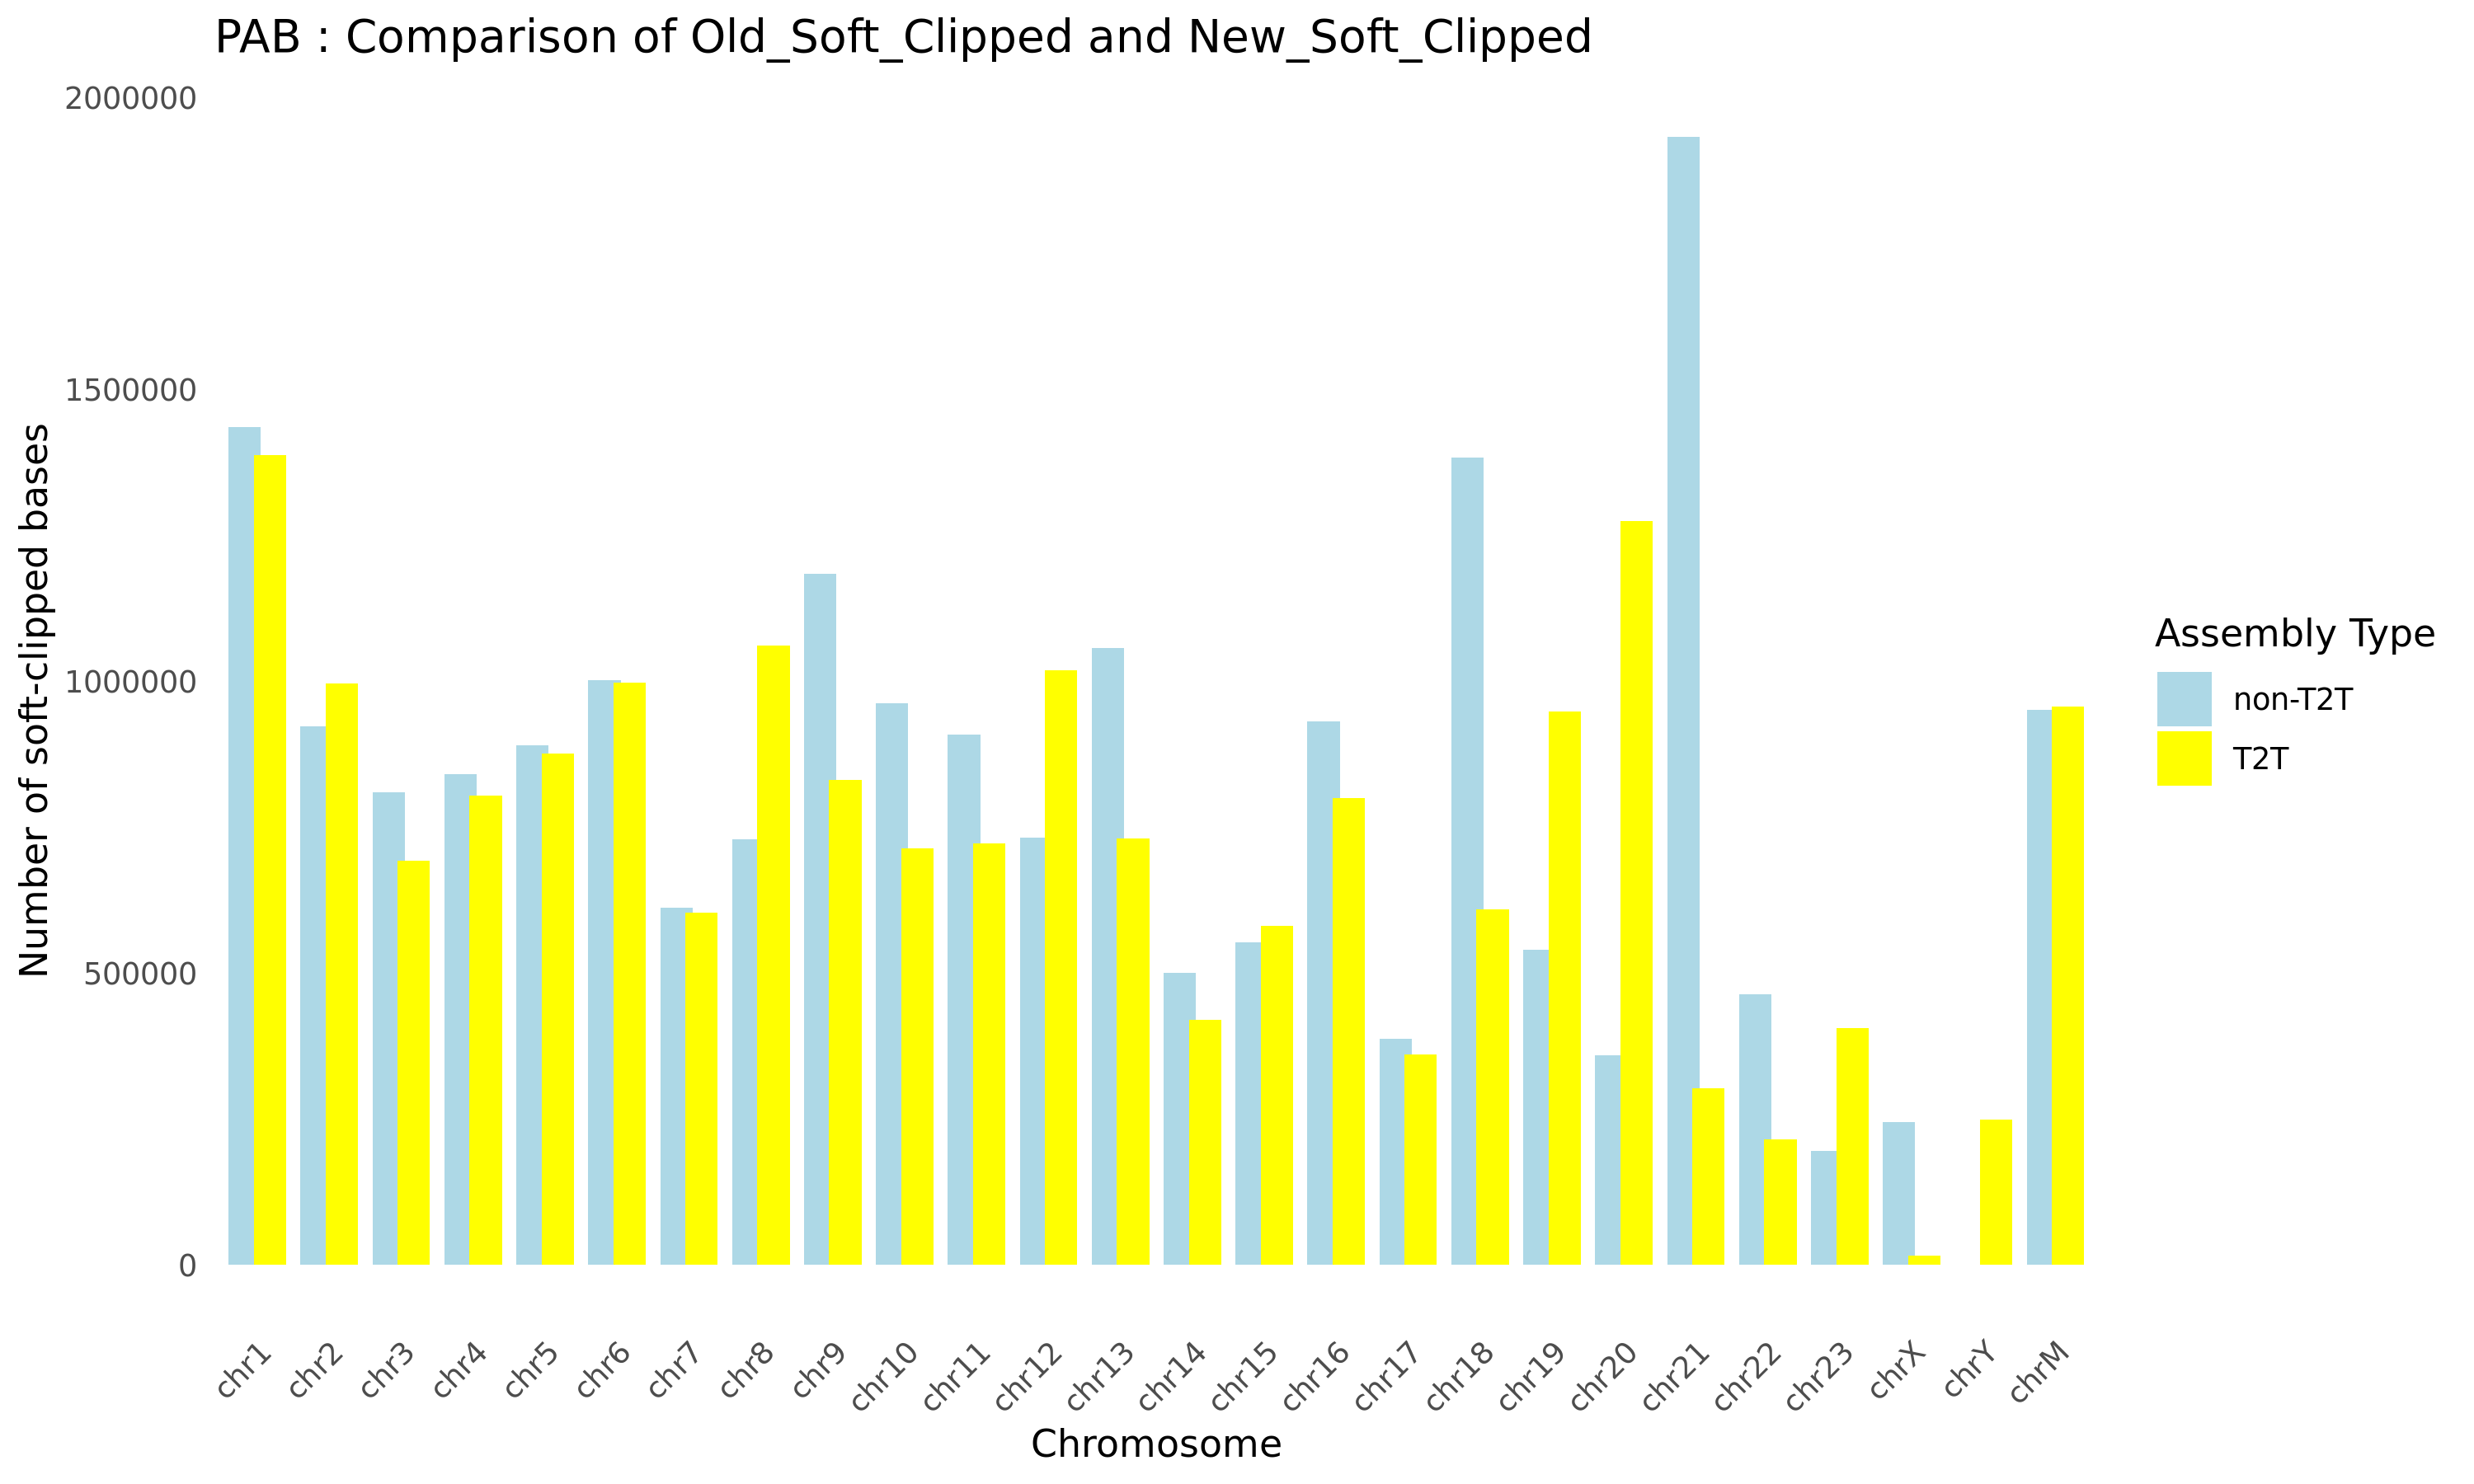 PAB : Comparison of Old_Soft_Clipped and New_Soft_Clipped
2000000
1500000
1000000
500000
0
Number of soft-clipped bases
chr1
chr2
chr3
chr4
chr5
chr6
chr7
chr8
chr9
chr10
chr11
chr12
chr13
chr14
chr15
chr16
chr17
chr18
chr19
chr20
chr21
chr22
chr23
chrX
chrY
chrM
Chromosome
Assembly Type
non-T2T
T2T